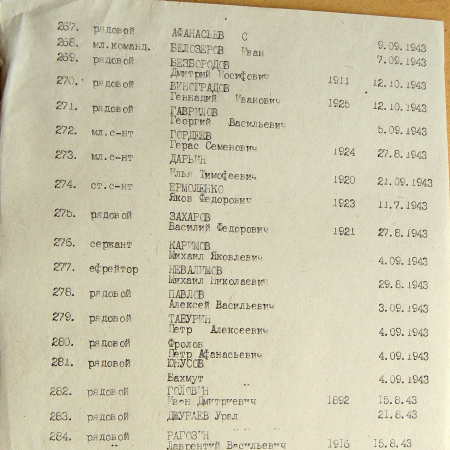 267. рядовой АФАНАСЬЕВ С
268. мл.команд. БЕЛОЗЕРОВ Иван 9.09.1943
269. рядовой БЕЗБОРОДОВ 7.09.1943
Дмитрий Иосифович 1911 12.10.1943
270. рядовой ВИНОГРАДОВ
Геннадий Иванович 1925 12.10.1943
271. рядовой ГАВРИЛОВ
Георгий Васильевич 5.09.1943
272. мл.с-нт ГОРДЕЕВ
Герас Семенович 1924 27.8.1943
273. мл.с-нт ДАРЬИН
Илья Тимофеевич 1920 21.09.1943
274. ст.с-нт ЕРМОЛЕНКО
Яков Федорович 1923 11.7.1943
275. рядовой ЗАХАРОВ
Василий Федорович 1921 27.8.1943
276. сержант КАРИМОВ
Михаил Яковлевич 4.09.1943
277. ефрейтор НЕВАЛИМОВ
Михаил Николаевич 29.8.1943
278. рядовой ПАВЛОВ
Алексей Васильевич 3.09.1943
279. рядовой ТАБУРИН
Петр Алексеевич 4.09.1943
280. рядовой Фролов
Петр Афанасьевич 4.09.1943
281. рядовой ЮНУСОВ
Вахмут 4.09.1943
282. рядовой ГОЛОВИН
Иван Дмитриевич 1892 15.8.43
283. рядовой ДЖУРАЕВ Урал 21.8.43
284. рядовой РАГОЗИН
Лаврентий Васильевич 1916 15.8.43